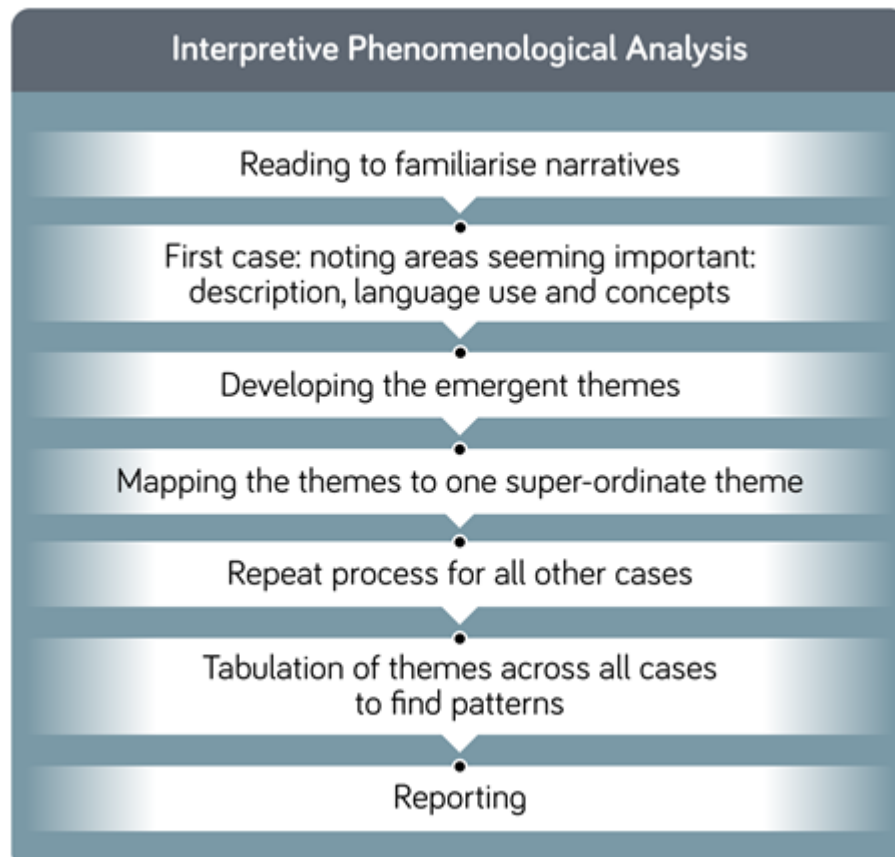 Interpretive Phenomenological Analysis
Reading to familiarise narratives
First case: noting areas seeming important:
description, language use and concepts
Developing the emergent themes
Mapping the themes to one super-ordinate theme
Repeat process for all other cases
Tabulation of themes across all cases
to find patterns
Reporting